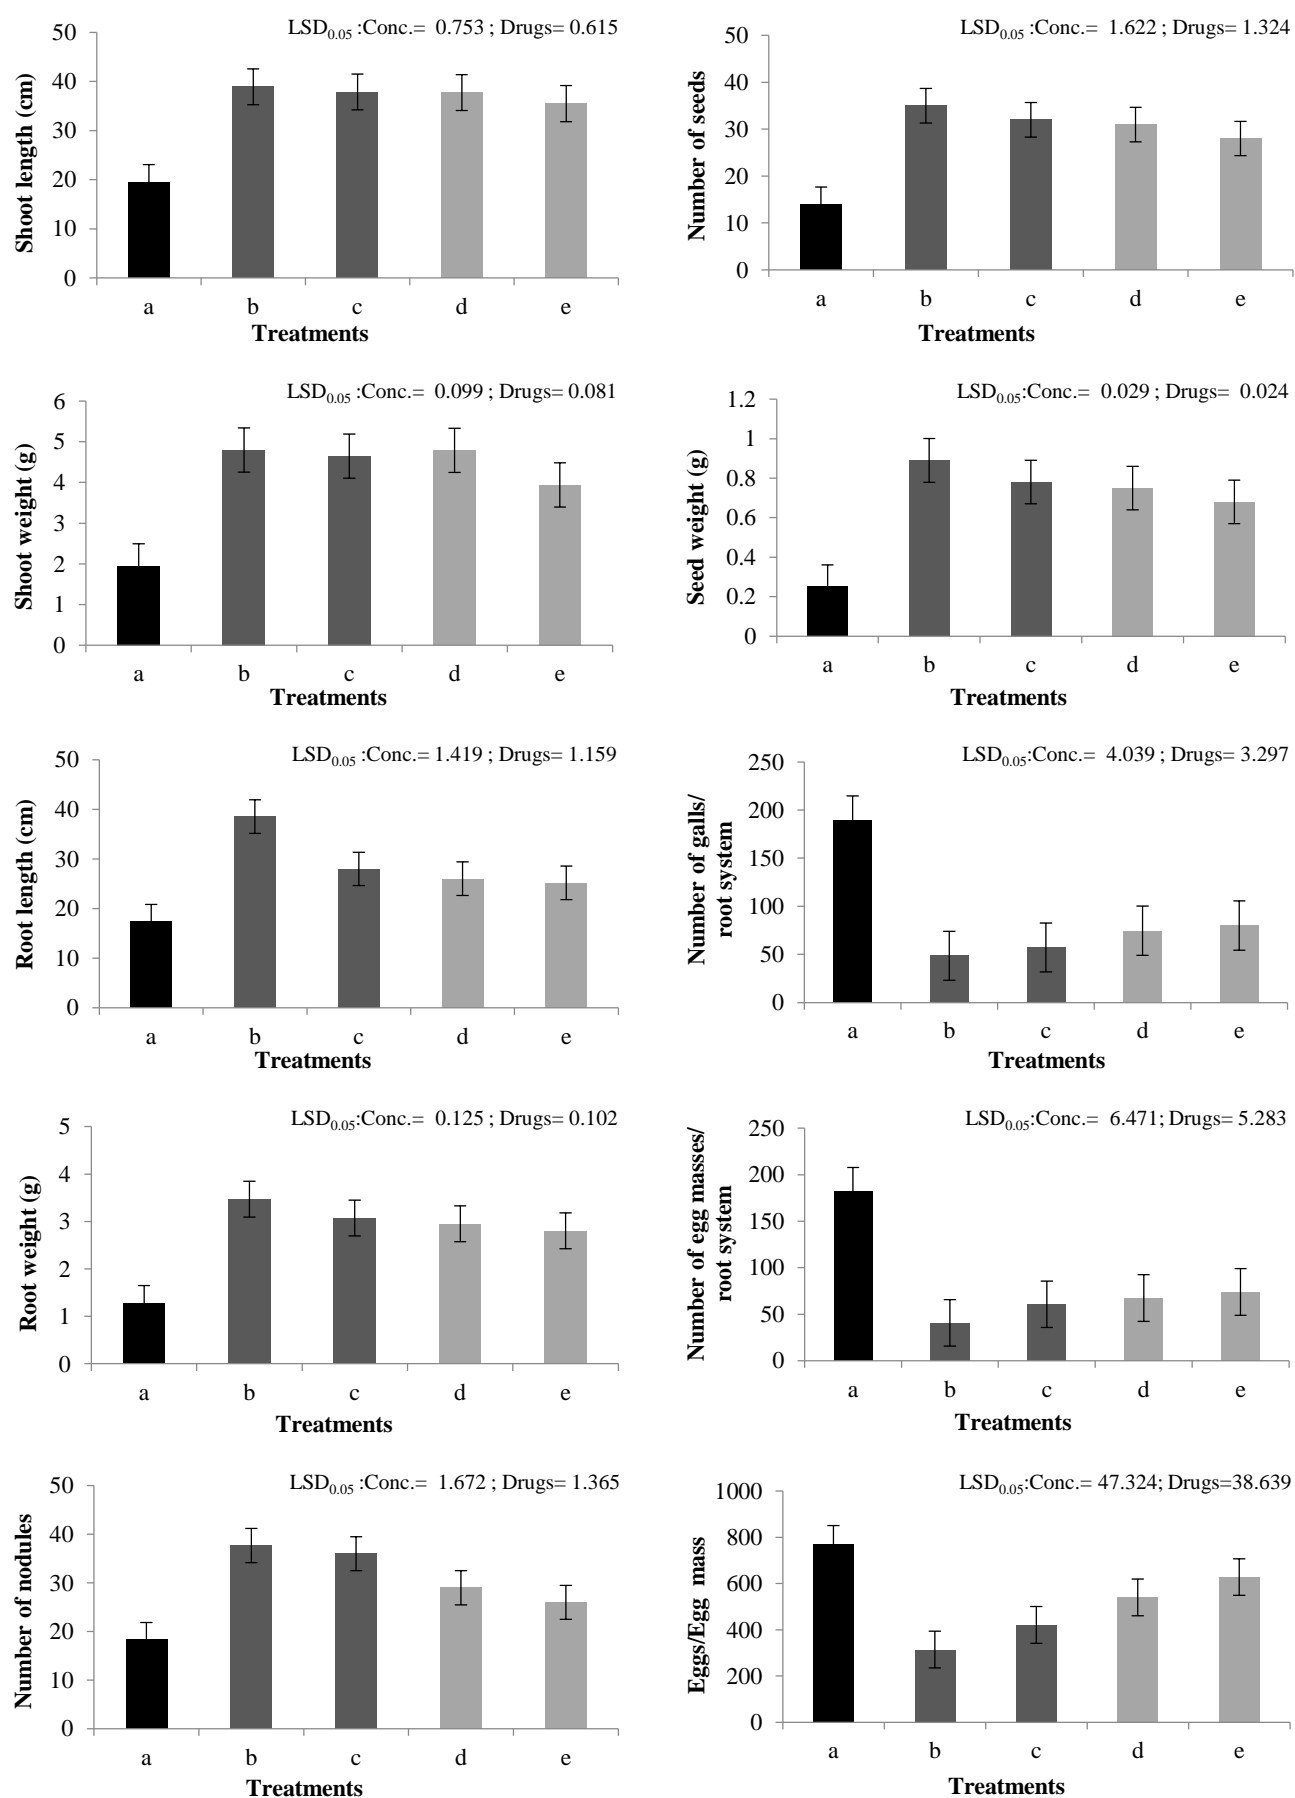 LSD0.05 :Conc.= 0.753 ; Drugs= 0.615
50
40
30
20
10
0
Shoot length (cm)
a b c d e
Treatments
LSD0.05 :Conc.= 1.622 ; Drugs= 1.324
50
40
30
20
10
0
Number of seeds
a b c d e
Treatments
LSD0.05 :Conc.= 0.099 ; Drugs= 0.081
6
5
4
3
2
1
0
Shoot weight (g)
a b c d e
Treatments
LSD0.05:Conc.= 0.029 ; Drugs= 0.024
1.2
1
0.8
0.6
0.4
0.2
0
Seed weight (g)
a b c d e
Treatments
LSD0.05 :Conc.= 1.419 ; Drugs= 1.159
50
40
30
20
10
0
Root length (cm)
a b c d e
Treatments
LSD0.05:Conc.= 4.039 ; Drugs= 3.297
250
200
150
100
50
0
Number of galls/
root system
a b c d e
Treatments
LSD0.05:Conc.= 0.125 ; Drugs= 0.102
5
4
3
2
1
0
Root weight (g)
a b c d e
Treatments
LSD0.05:Conc.= 6.471; Drugs= 5.283
250
200
150
100
50
0
Number of egg masses/
root system
a b c d e
Treatments
LSD0.05 :Conc.= 1.672 ; Drugs= 1.365
50
40
30
20
10
0
Number of nodules
a b c d e
Treatments
LSD0.05:Conc.= 47.324; Drugs=38.639
1000
800
600
400
200
0
Eggs/Egg mass
a b c d e
Treatments